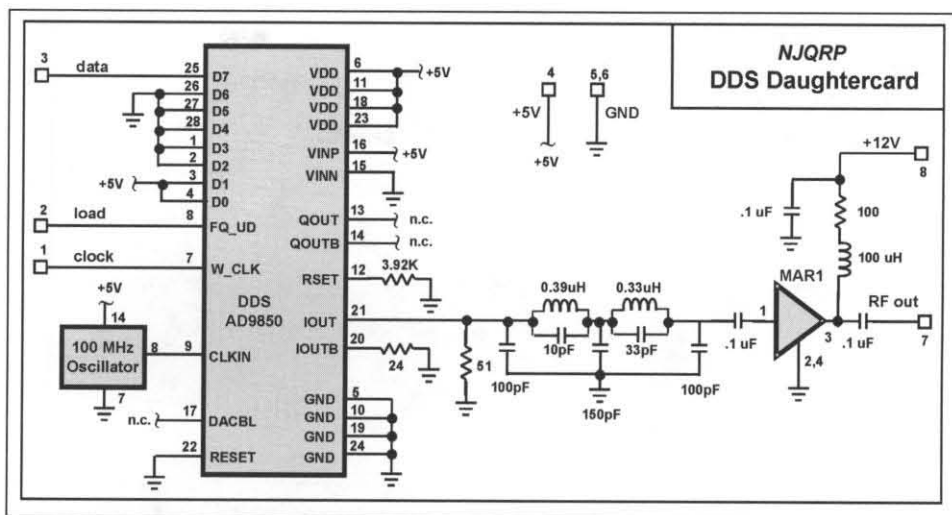 NJQRP
DDS Daughtercard
3
data
25
D7
26
D6
27
D5
28
D4
1
D3
2
D2
+5V
3
D1
4
D0
2
load
8
FQ_UD
1
clock
7
W_CLK
+5V
14
100 MHz
Oscillator
8
9
CLKIN
7
n.c.
17
DACBL
22
RESET
DDS
AD9850
VDD
6
+5V
VDD
11
VDD
18
VDD
23
VINP
16
+5V
VINN
15
QOUT
13
n.c.
QOUTB
14
n.c.
RSET
12
3.92K
IOUT
21
IOUTB
20
24
GND
5
GND
10
GND
19
GND
24
4
+5V
+5V
5,6
GND
51
100pF
0.39uH
10pF
150pF
0.33uH
33pF
100pF
.1 uF
1
MAR1
2,4
3
.1 uF
RF out
7
.1 uF
100
100 uH
+12V
8